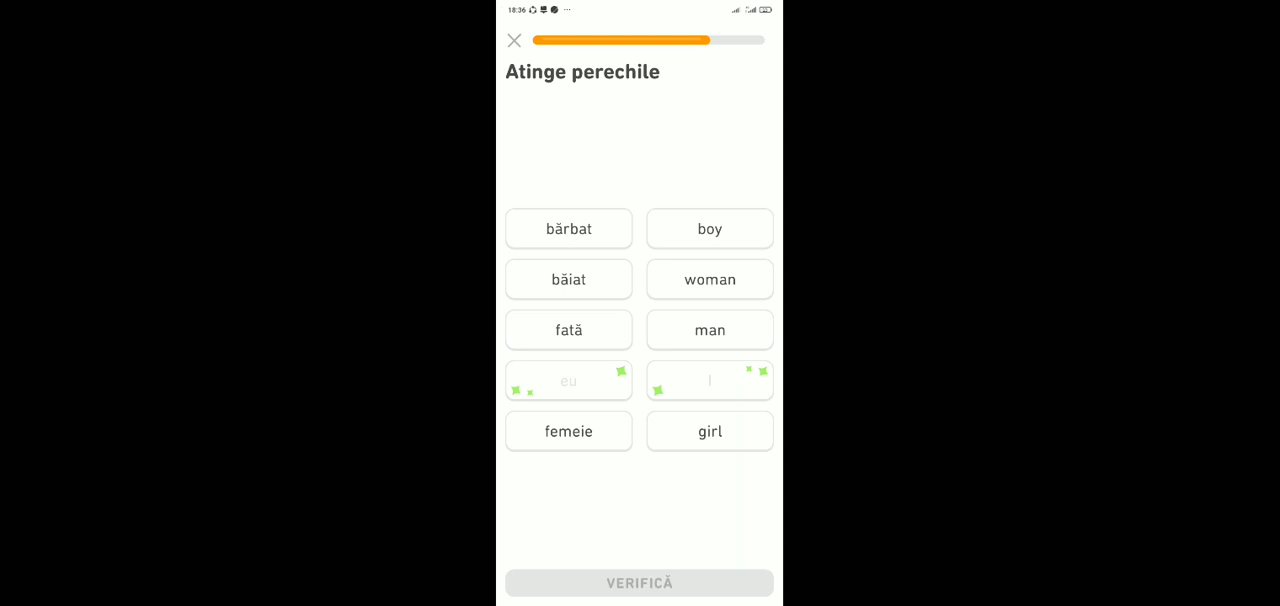 18:36
Atinge perechile
bărbat boy
băiat woman
fată man
eu I
femeie girl
VERIFICĂ